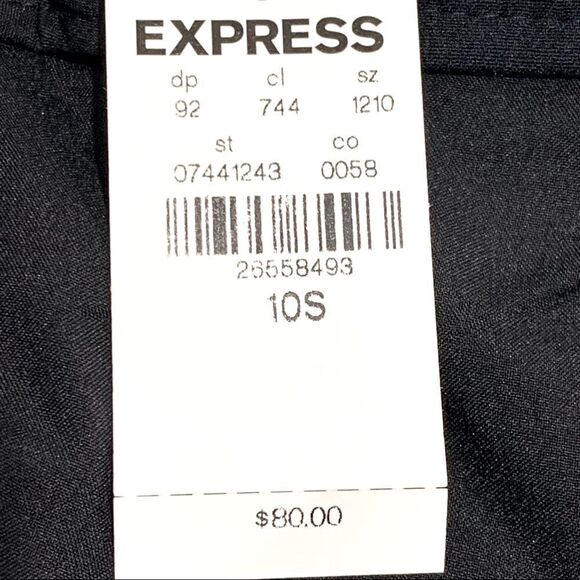 EXPRESS
dp cl sz
92 744 1210
st co
07441243 0058
26558493
10S
$80.00